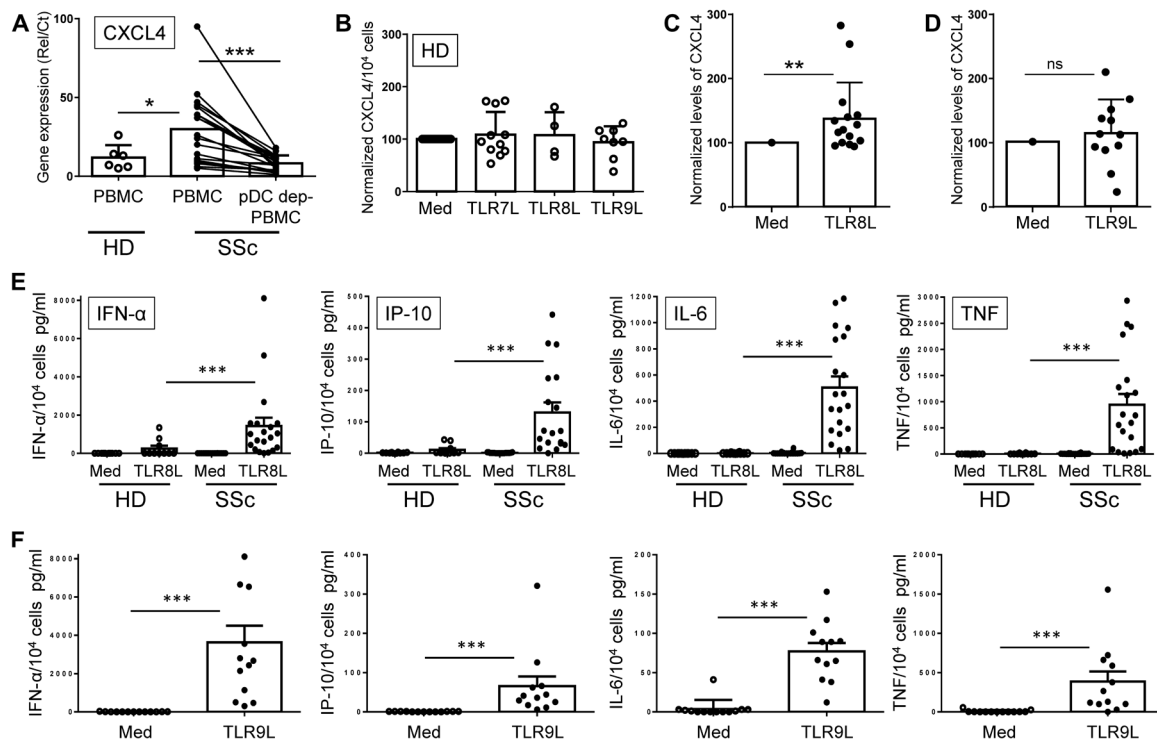 A
Gene expression (Rel/Ct)
100
50
0
CXCL4
*
***
PBMC
PBMC
pDC dep-
PBMC
HD
SSc
B
Normalized CXCL4/10⁴ cells
300
200
100
0
HD
Med
TLR7L
TLR8L
TLR9L
C
Normalized levels of CXCL4
300
200
100
0
**
Med
TLR8L
D
Normalized levels of CXCL4
300
200
100
0
ns
Med
TLR9L
E
IFN-α/10⁴ cells pg/ml
8000
6000
4000
2000
0
IFN-α
***
Med
TLR8L
Med
TLR8L
HD
SSc
IP-10/10⁴ cells pg/ml
500
400
300
200
100
0
IP-10
***
Med
TLR8L
Med
TLR8L
HD
SSc
IL-6/10⁴ cells pg/ml
1200
1000
800
600
400
200
0
IL-6
***
Med
TLR8L
Med
TLR8L
HD
SSc
TNF/10⁴ cells pg/ml
3000
2500
2000
1500
1000
500
0
TNF
***
Med
TLR8L
Med
TLR8L
HD
SSc
F
IFN-α/10⁴ cells pg/ml
8000
6000
4000
2000
0
***
Med
TLR9L
IP-10/10⁴ cells pg/ml
400
300
200
100
0
***
Med
TLR9L
IL-6/10⁴ cells pg/ml
200
150
100
50
0
***
Med
TLR9L
TNF/10⁴ cells pg/ml
2000
1500
1000
500
0
***
Med
TLR9L